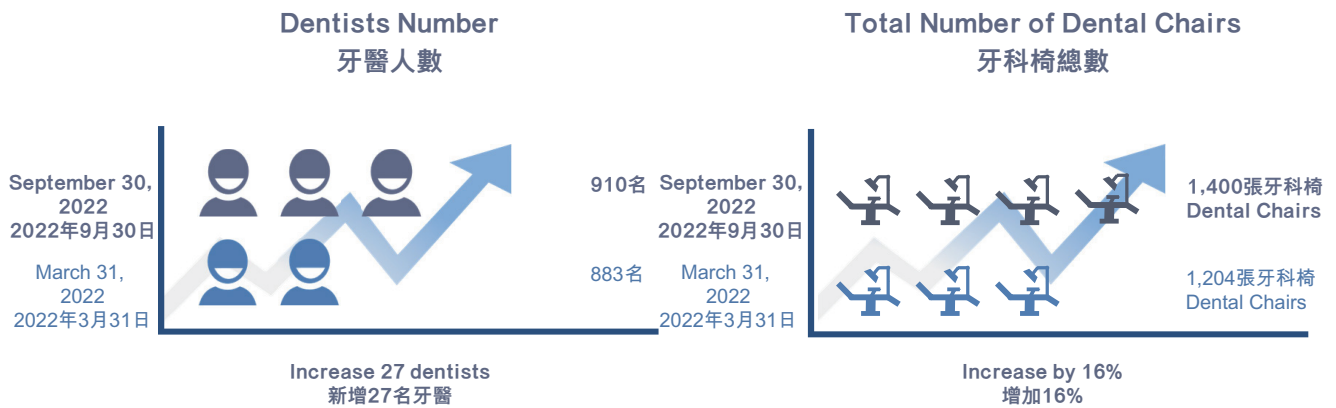 Dentists Number
牙醫人數
September 30,
2022
2022年9月30日
910名
March 31,
2022
2022年3月31日
883名
Increase 27 dentists
新增27名牙醫
Total Number of Dental Chairs
牙科椅總數
September 30,
2022
2022年9月30日
1,400張牙科椅
Dental Chairs
March 31,
2022
2022年3月31日
1,204張牙科椅
Dental Chairs
Increase by 16%
增加16%